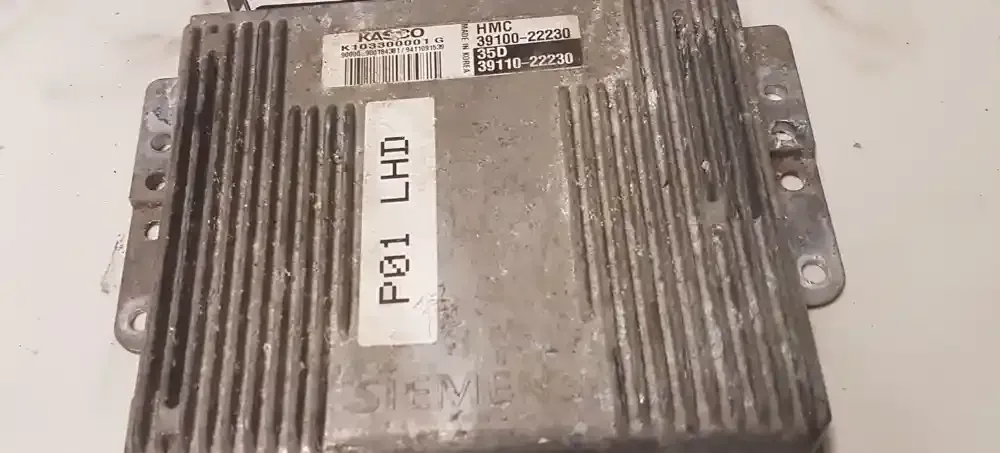 KASCO
K103300001 G
HMC
39100-22230
35D
39110-22230
MADE IN KOREA
P01 LHD
SIEMENS